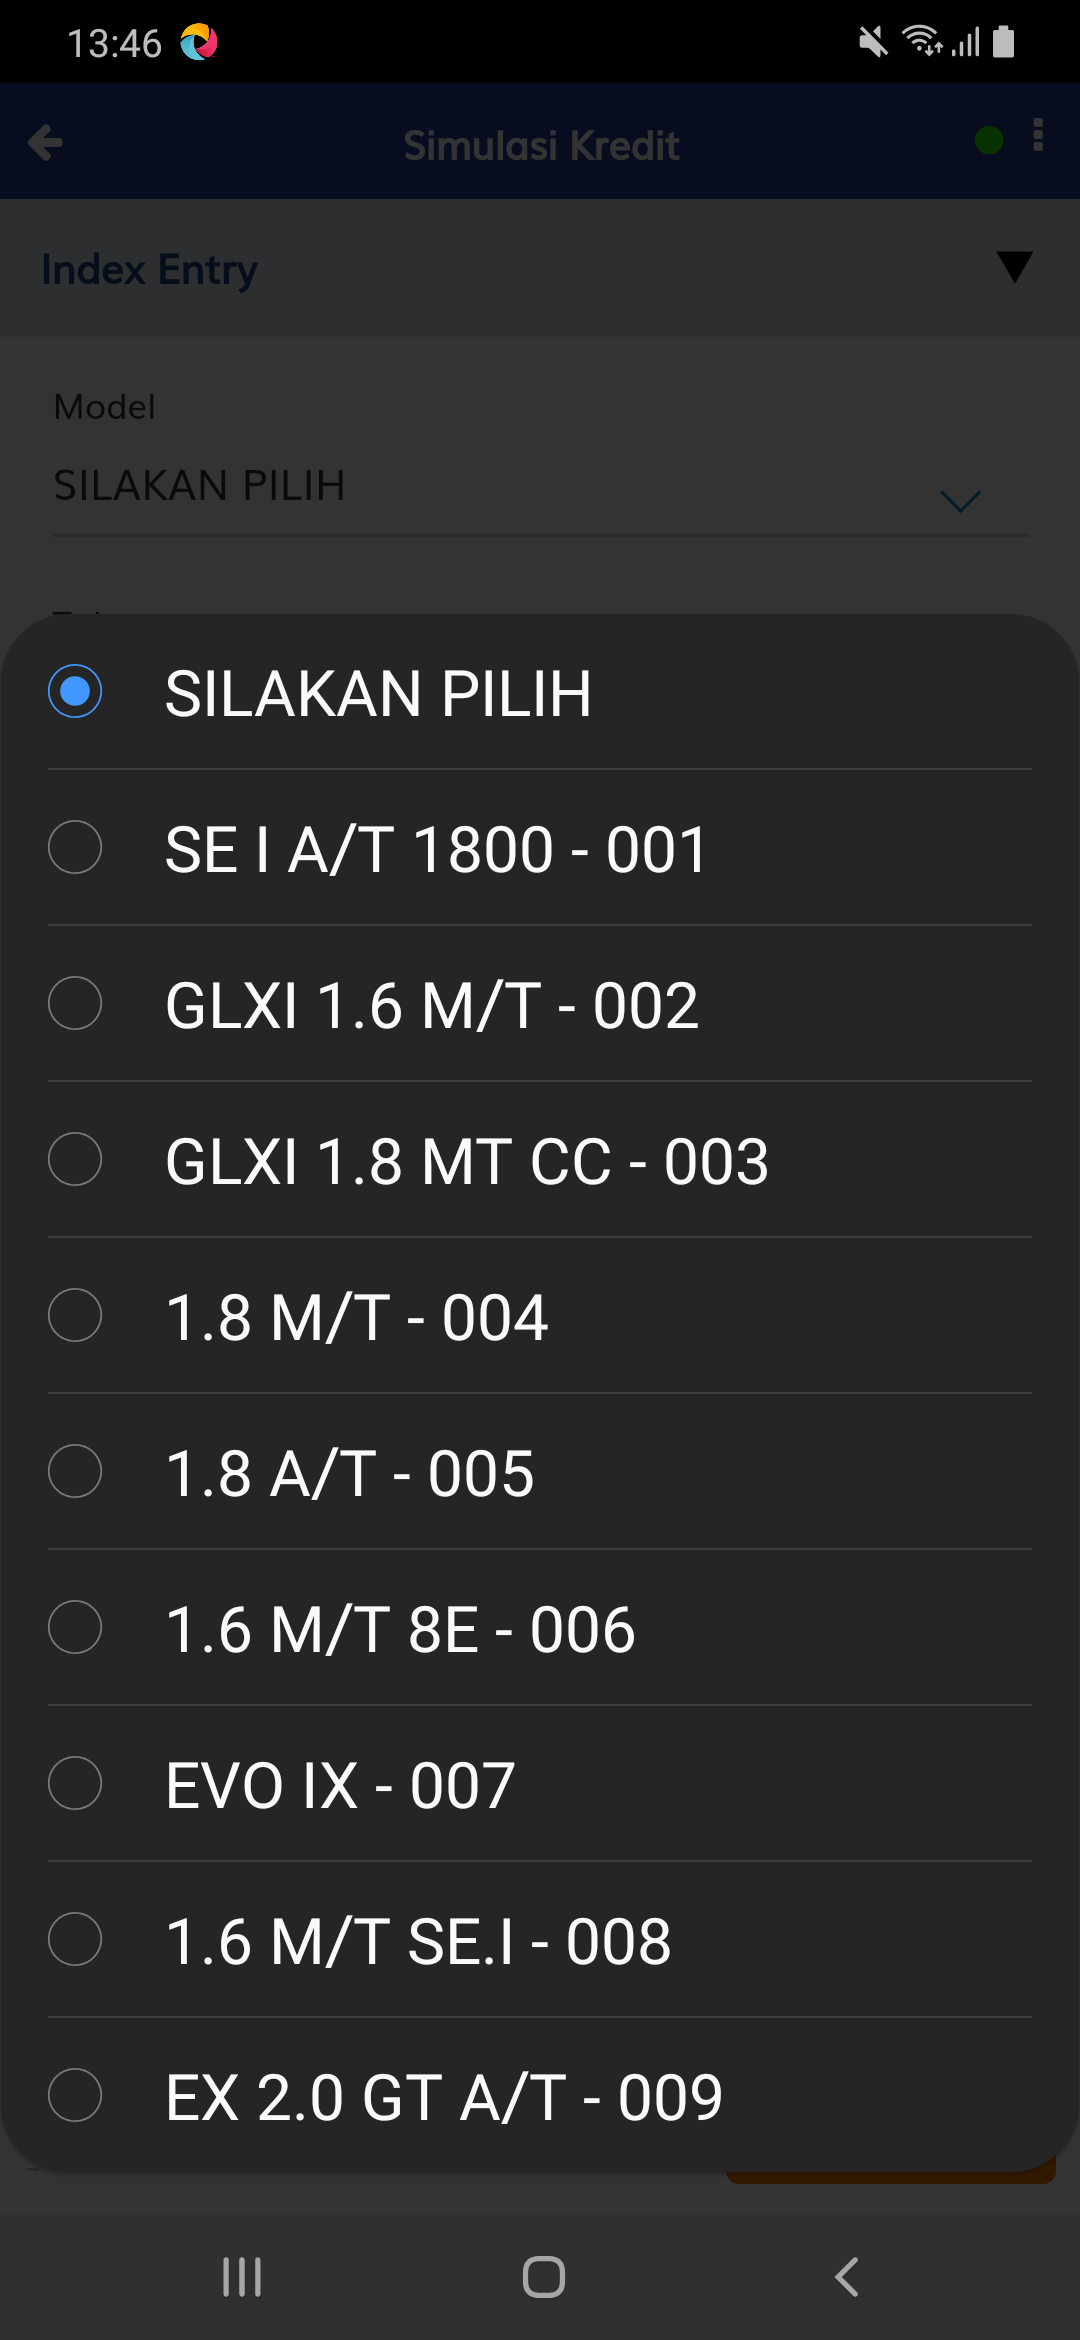 13:46
Simulasi Kredit
Index Entry
Model
SILAKAN PILIH
SILAKAN PILIH
SE I A/T 1800 - 001
GLXI 1.6 M/T - 002
GLXI 1.8 MT CC - 003
1.8 M/T - 004
1.8 A/T - 005
1.6 M/T 8E - 006
EVO IX - 007
1.6 M/T SE.I - 008
EX 2.0 GT A/T - 009